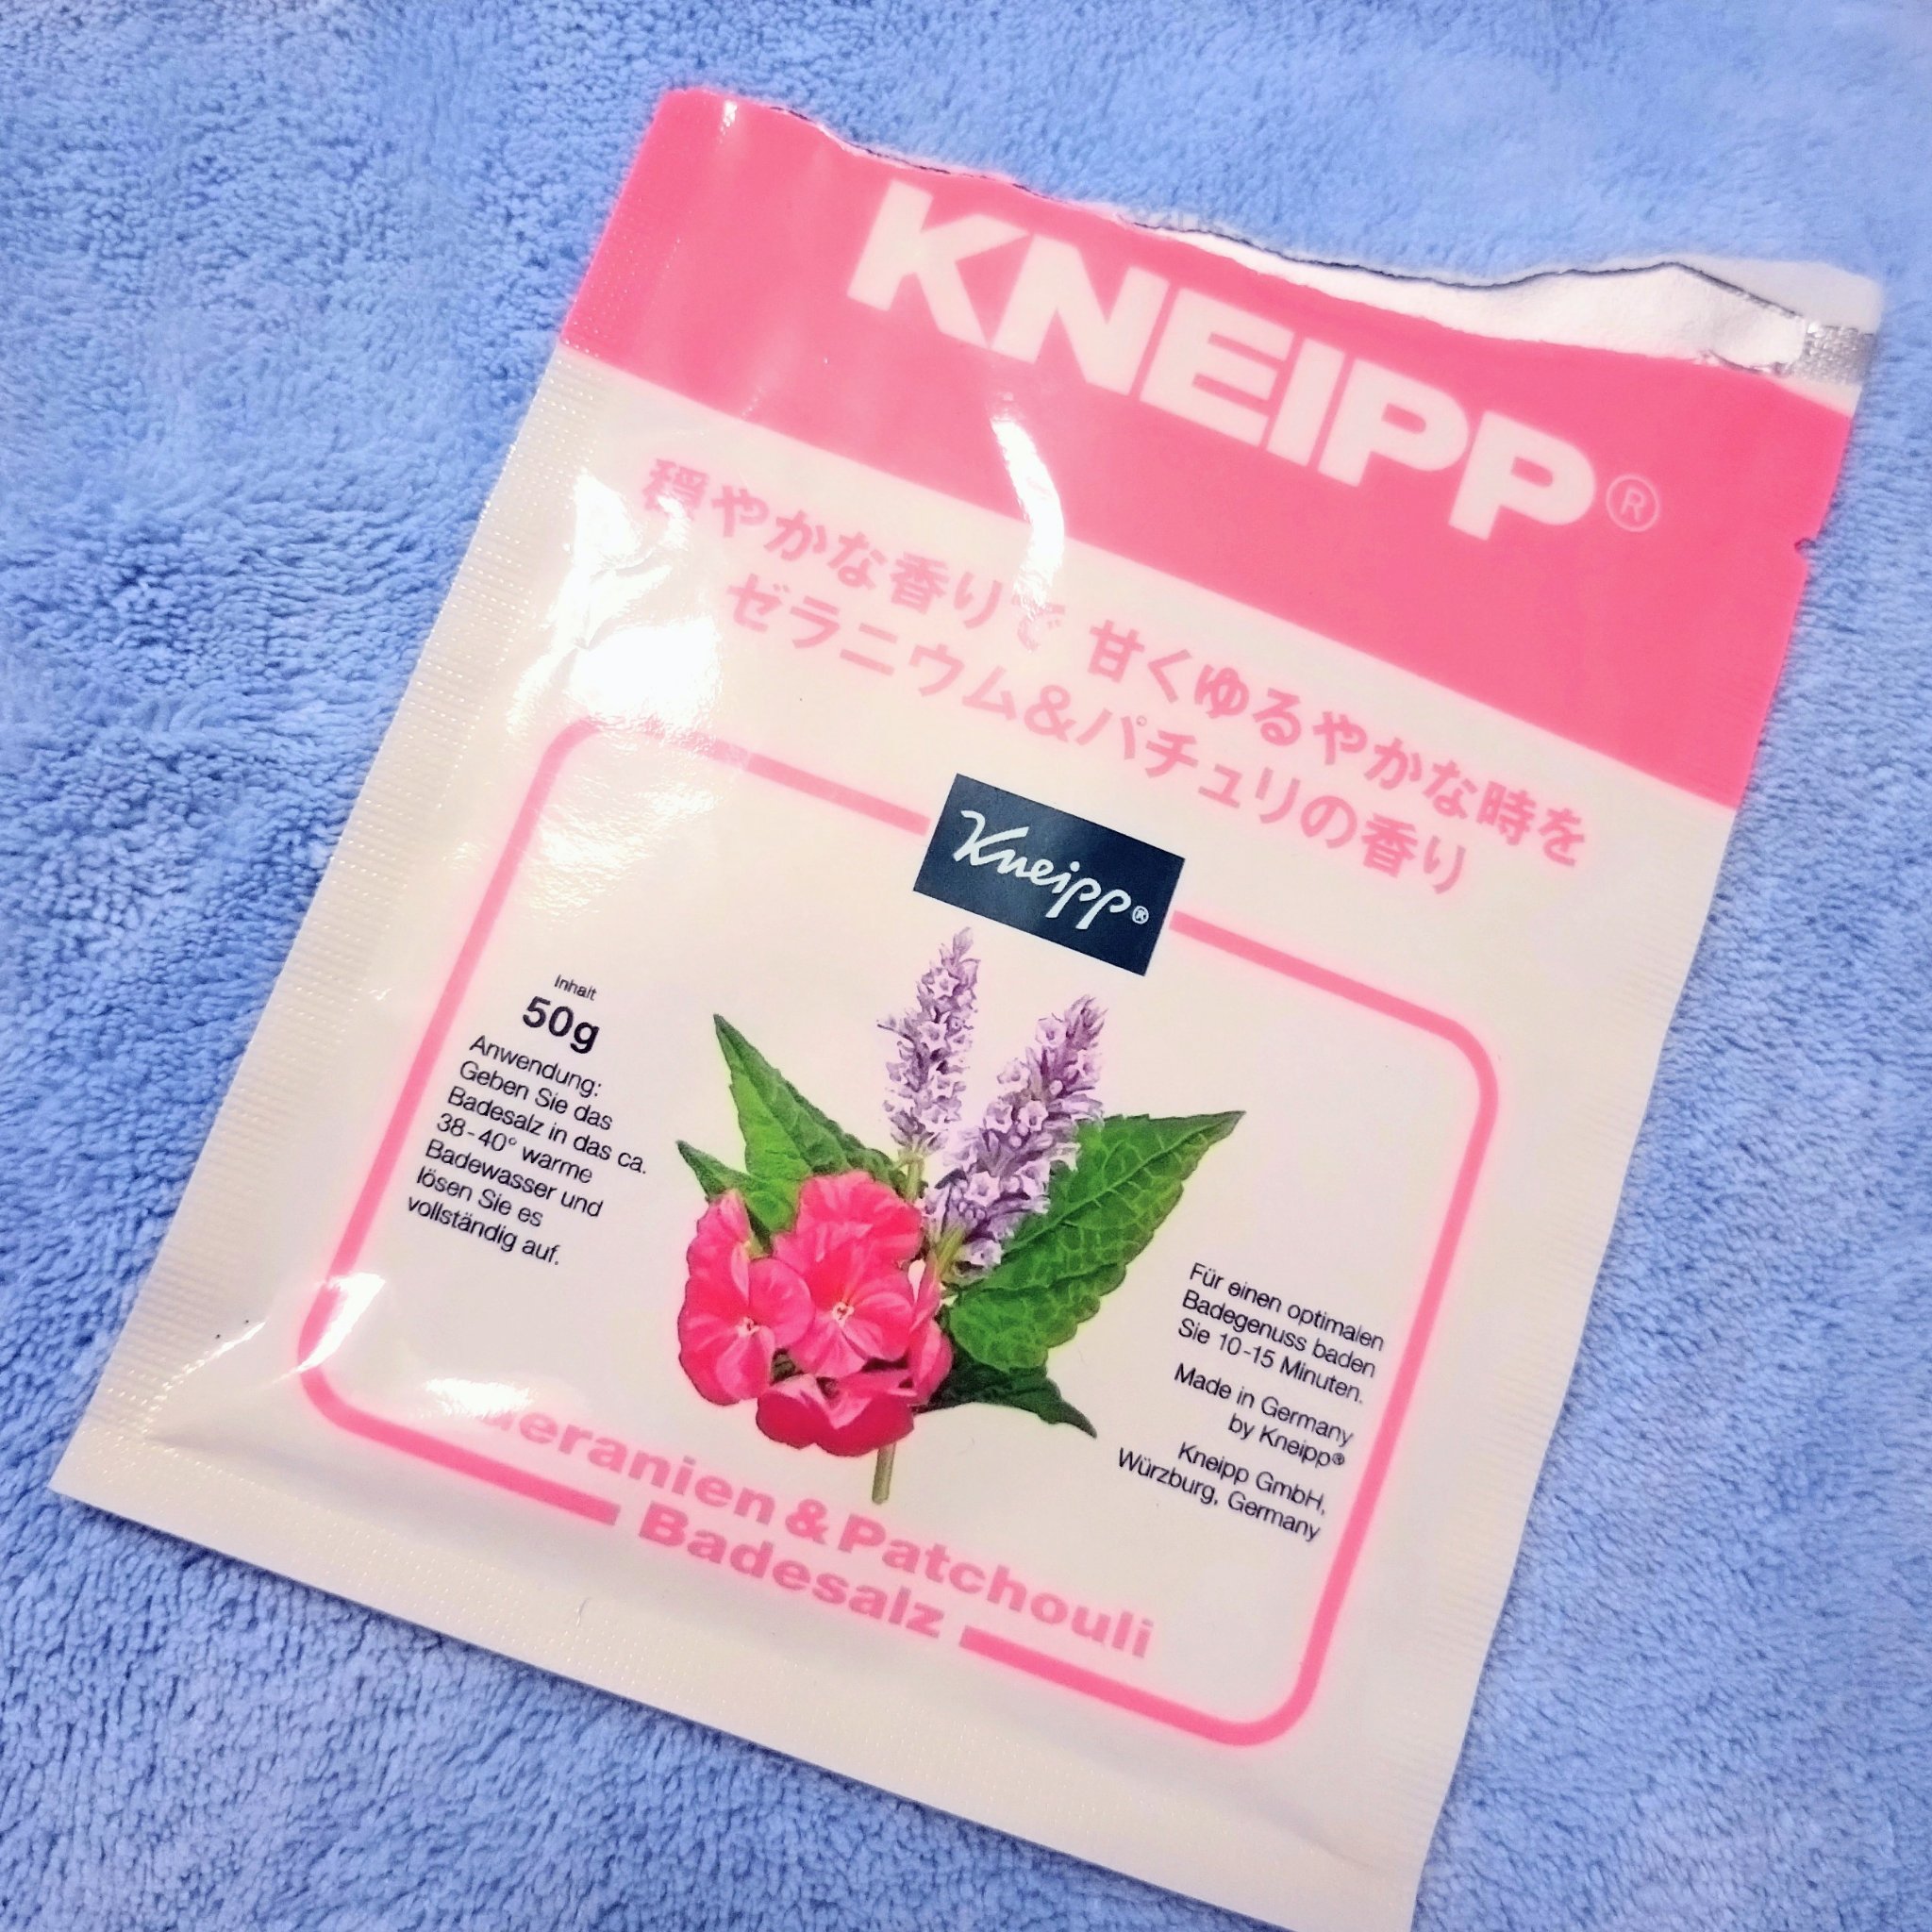 KNEIPP®
穏やかな香りで 甘くゆるやかな時を
ゼラニウム&パチュリの香り
Kneipp®
Inhalt
50g
Anwendung:
Geben Sie das
Badesalz in das ca.
38-40° warme
Badewasser und
lösen Sie es
vollständig auf.
Für einen optimalen
Badegenuss baden
Sie 10-15 Minuten.
Made in Germany
by Kneipp®
Kneipp GmbH,
Würzburg, Germany
Geranien & Patchouli
Badesalz